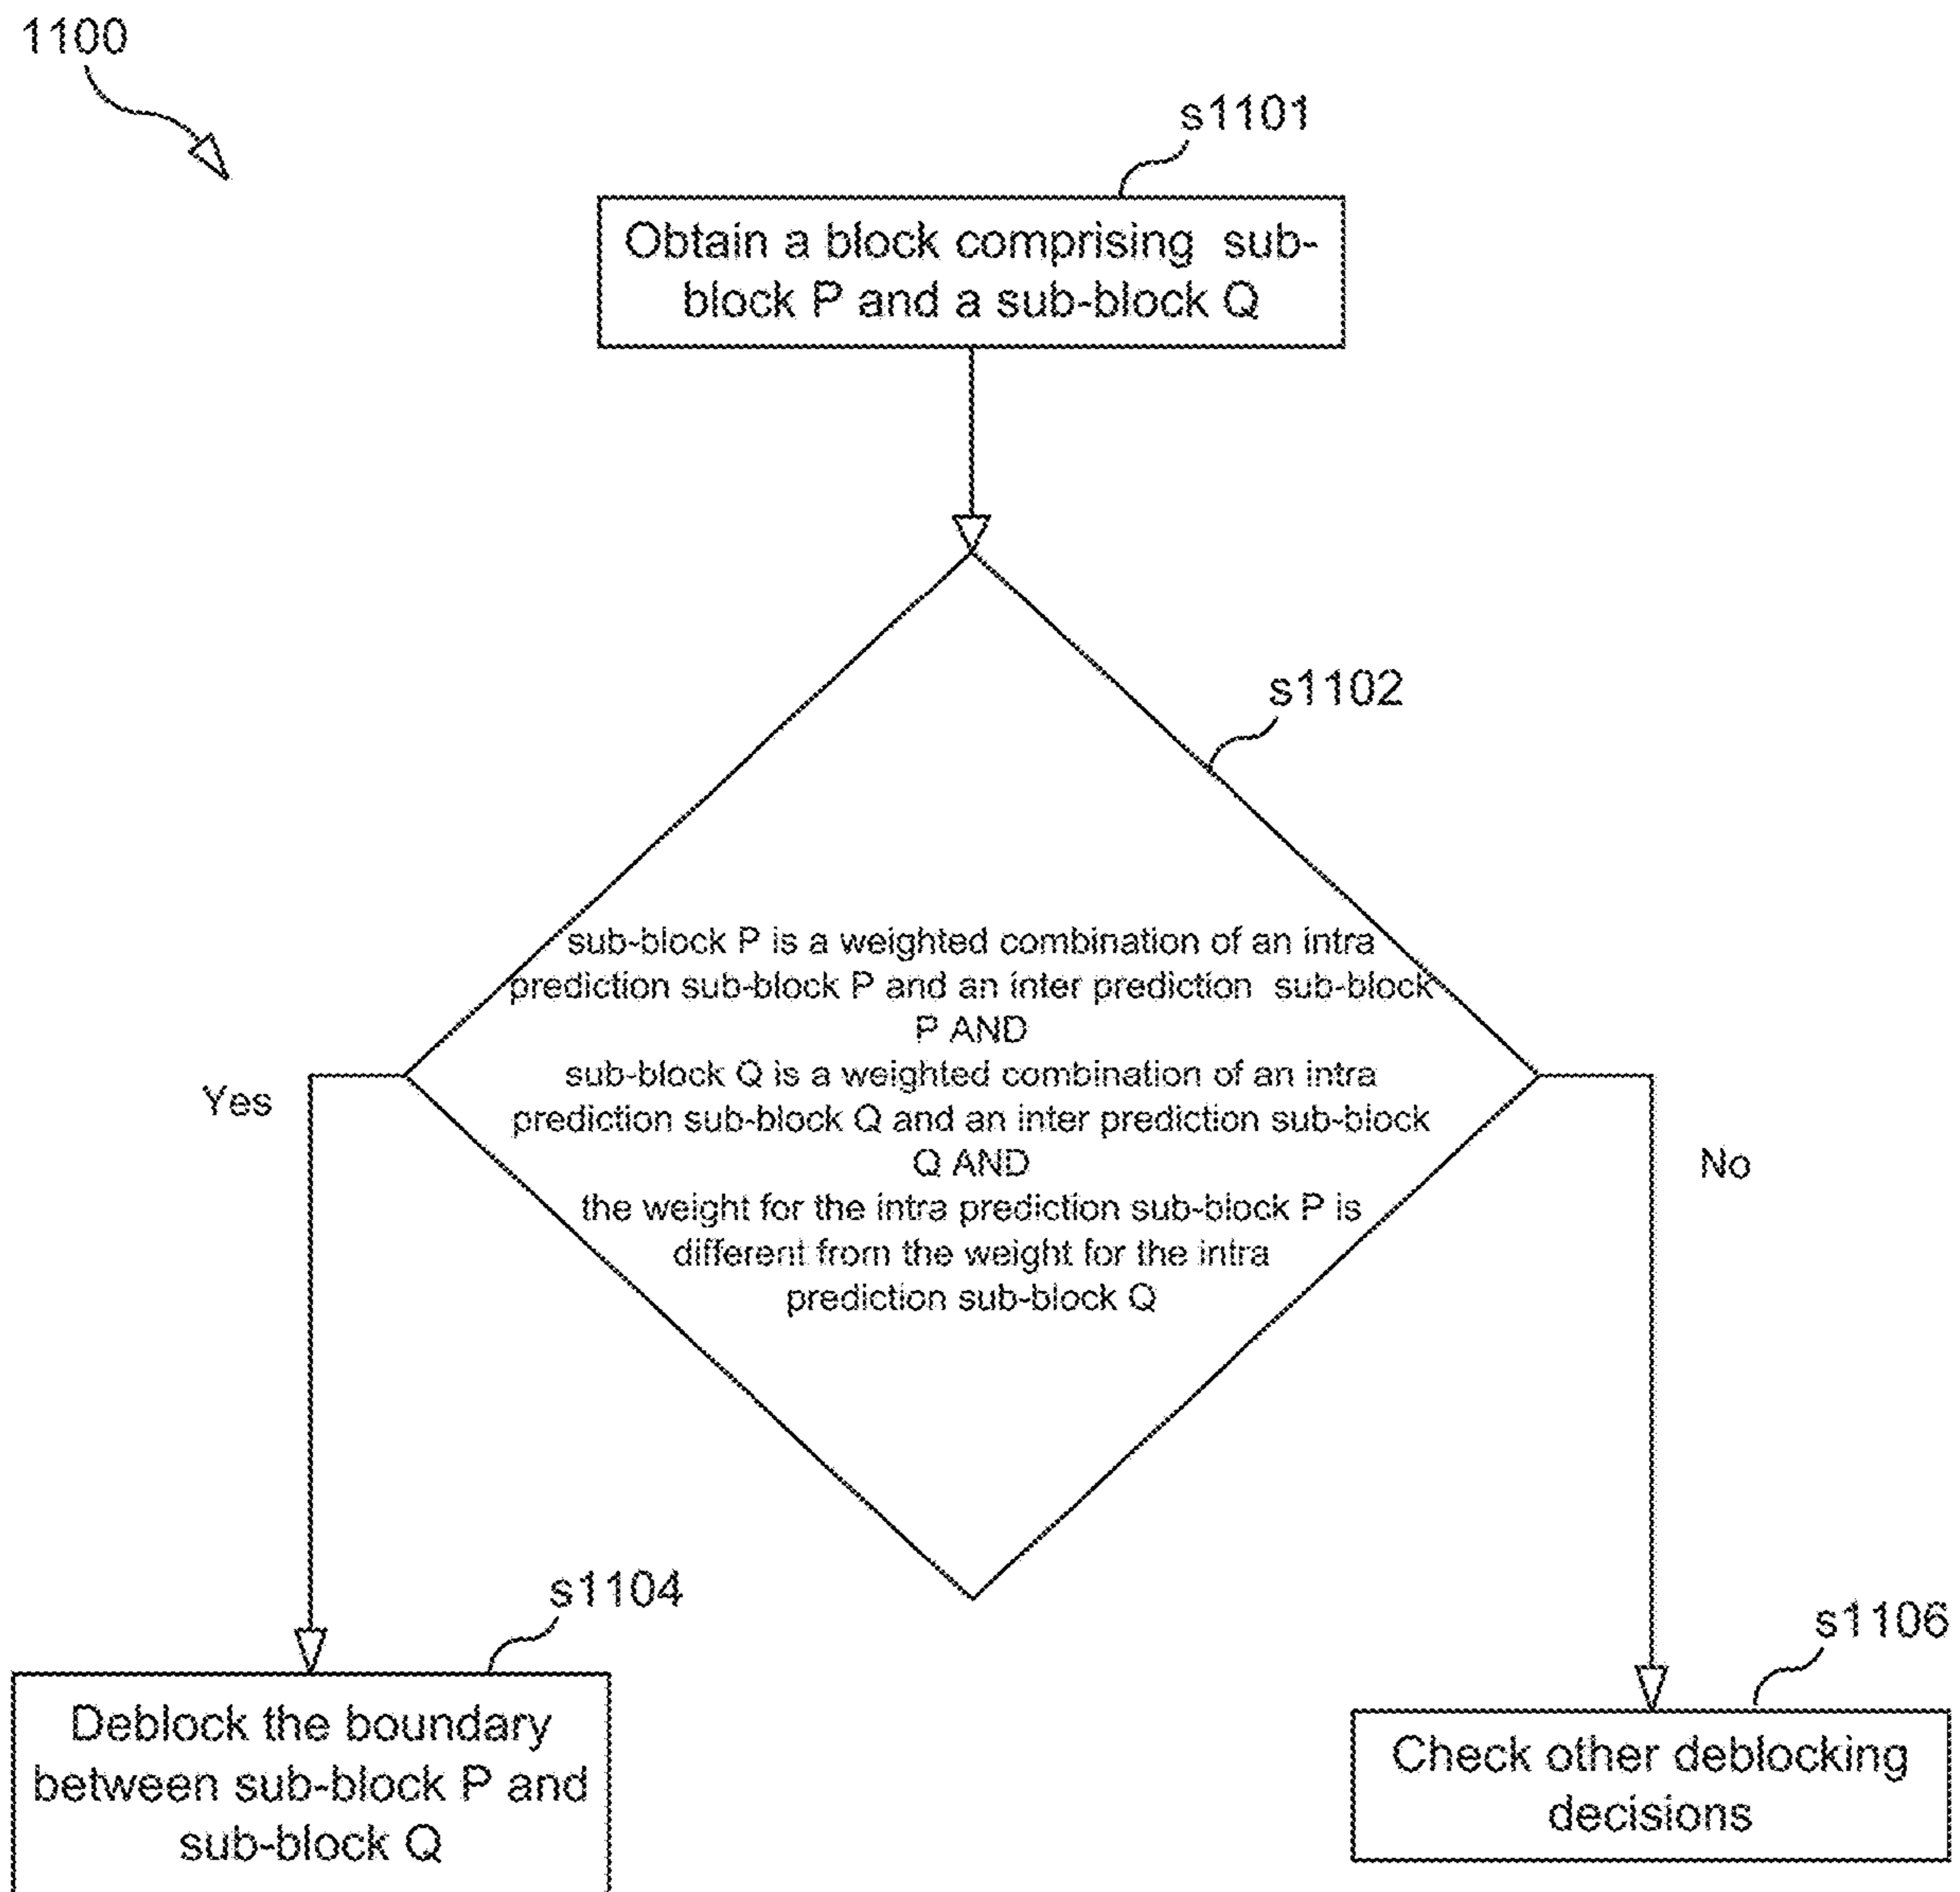 1100
s1101
Obtain a block comprising sub-
block P and a sub-block Q
s1102
sub-block P is a weighted combination of an intra
prediction sub-block P and an inter prediction sub-block
P AND
sub-block Q is a weighted combination of an intra
prediction sub-block Q and an inter prediction sub-block
Q AND
the weight for the intra prediction sub-block P is
different from the weight for the intra
prediction sub-block Q
Yes
No
s1104
Deblock the boundary
between sub-block P and
sub-block Q
s1106
Check other deblocking
decisions